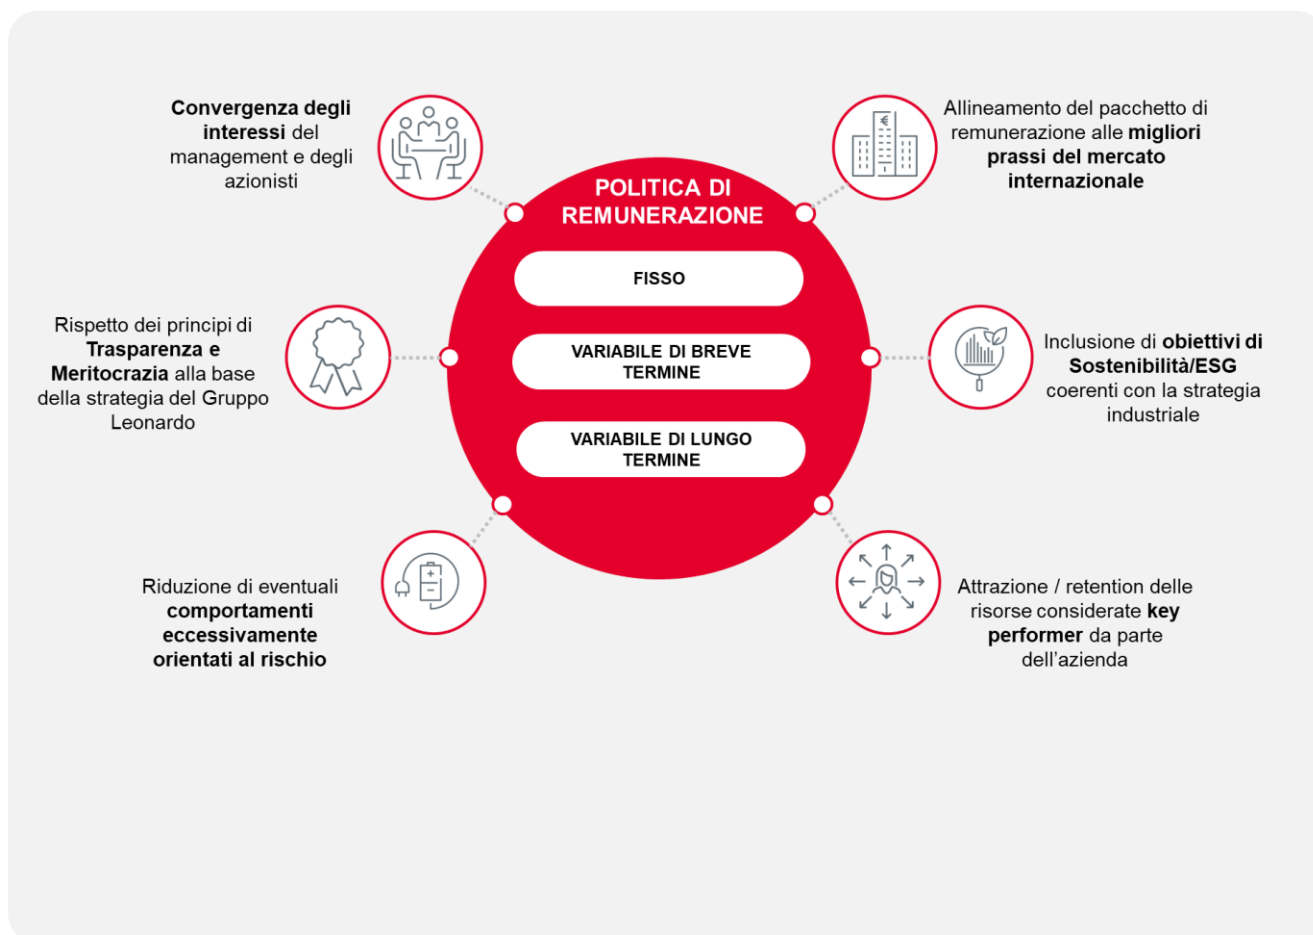 Convergenza degli
interessi del
management e degli
azionisti
Allineamento del pacchetto di
remunerazione alle migliori
prassi del mercato
internazionale
POLITICA DI
REMUNERAZIONE
FISSO
VARIABILE DI BREVE
TERMINE
VARIABILE DI LUNGO
TERMINE
Rispetto dei principi di
Trasparenza e
Meritocrazia alla base
della strategia del Gruppo
Leonardo
Inclusione di obiettivi di
Sostenibilità/ESG
coerenti con la strategia
industriale
Riduzione di eventuali
comportamenti
eccessivamente
orientati al rischio
Attrazione / retention delle
risorse considerate key
performer da parte
dell'azienda